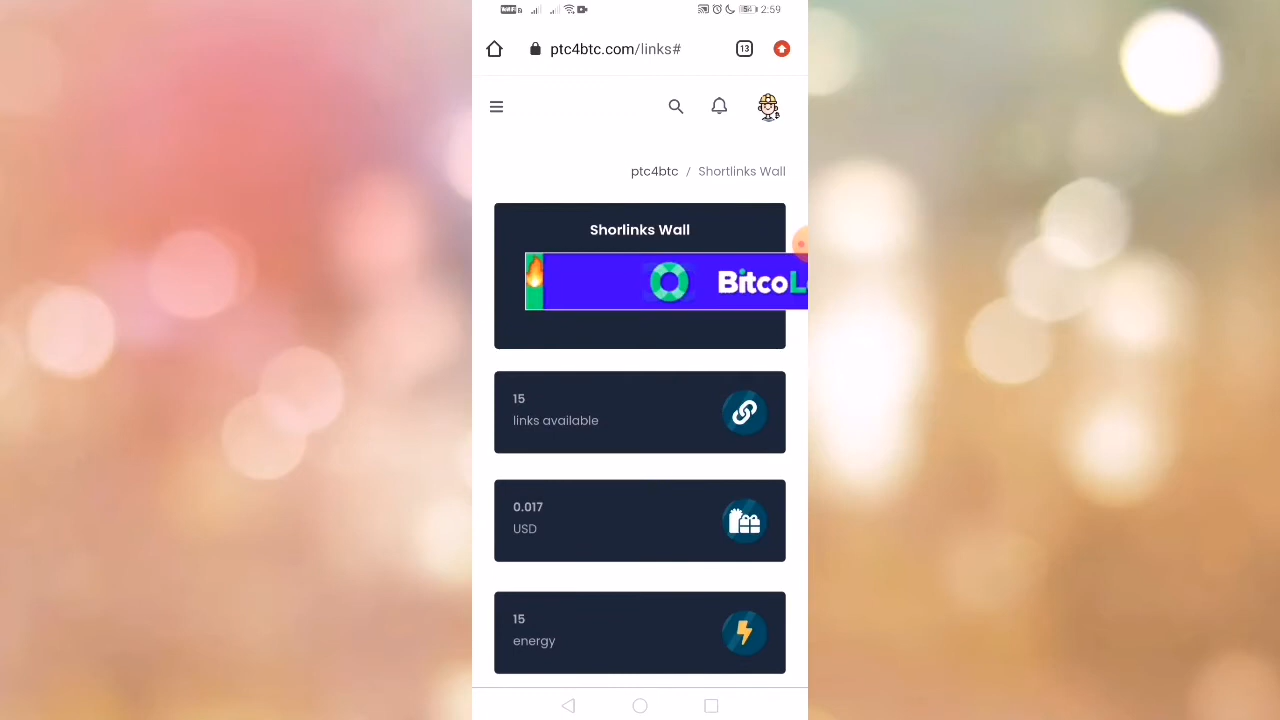 2:59
ptc4btc.com/links#
13
ptc4btc / Shortlinks Wall
Shorlinks Wall
BitcoL
15
links available
0.017
USD
15
energy